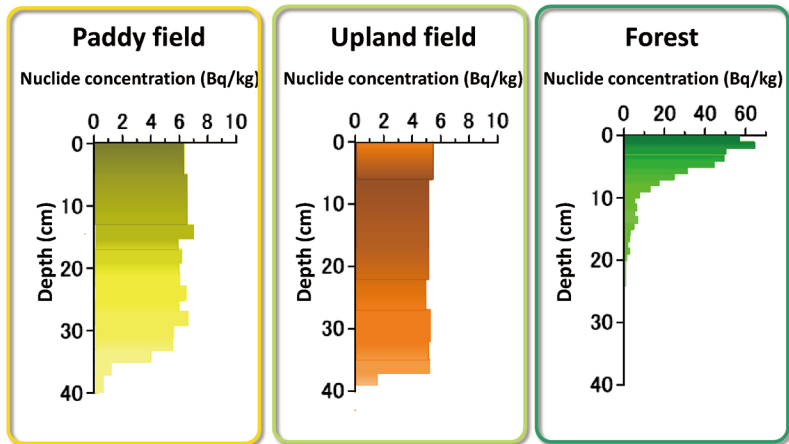 Paddy field
Nuclide concentration (Bq/kg)
0 2 4 6 8 10
0
10
20
30
40
Depth (cm)
Upland field
Nuclide concentration (Bq/kg)
0 2 4 6 8 10
0
10
20
30
40
Depth (cm)
Forest
Nuclide concentration (Bq/kg)
0 20 40 60
0
10
20
30
40
Depth (cm)